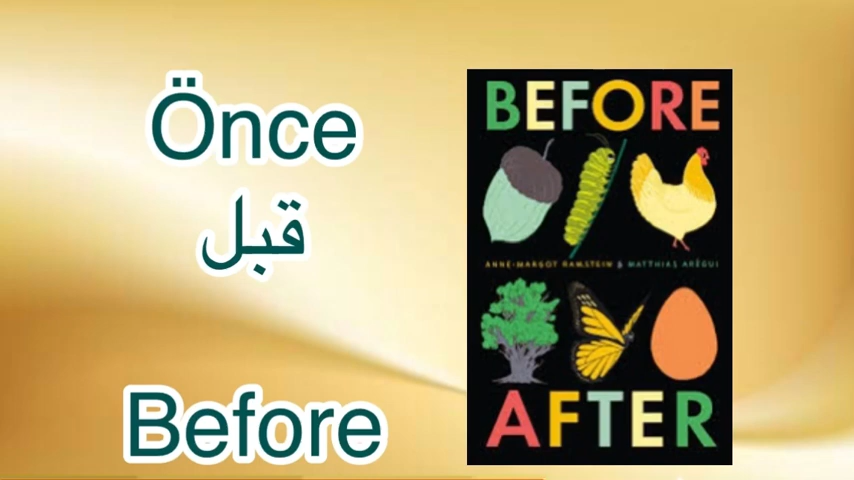 Önce
قبل
Before
BEFORE
ANNE-MARGOT RAMSTEIN & MATTHIAS ARÉGUI
AFTER